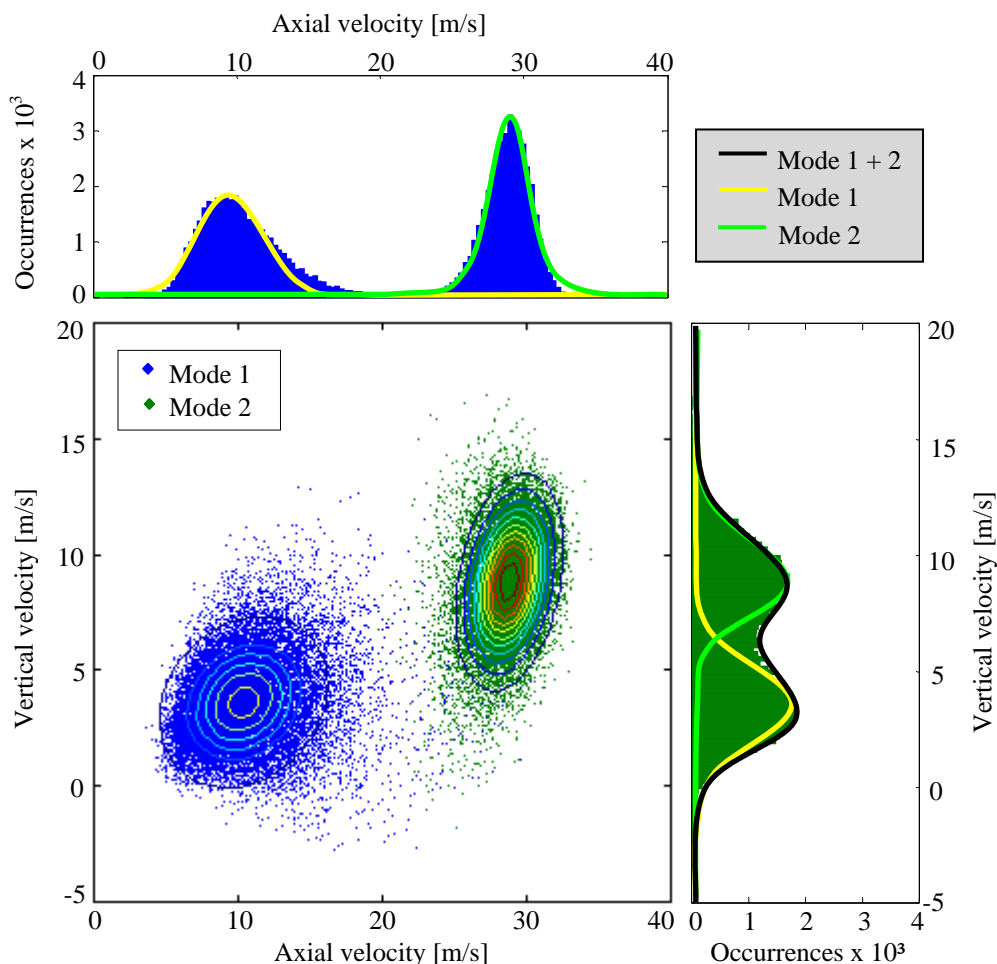 Axial velocity [m/s]
0 10 20 30 40
4
3
2
1
0
Occurrences x 10³
Mode 1 + 2
Mode 1
Mode 2
20
15
10
5
0
-5
Vertical velocity [m/s]
Mode 1
Mode 2
0 10 20 30 40
Axial velocity [m/s]
20
15
10
5
0
-5
Vertical velocity [m/s]
0 1 2 3 4
Occurrences x 10³